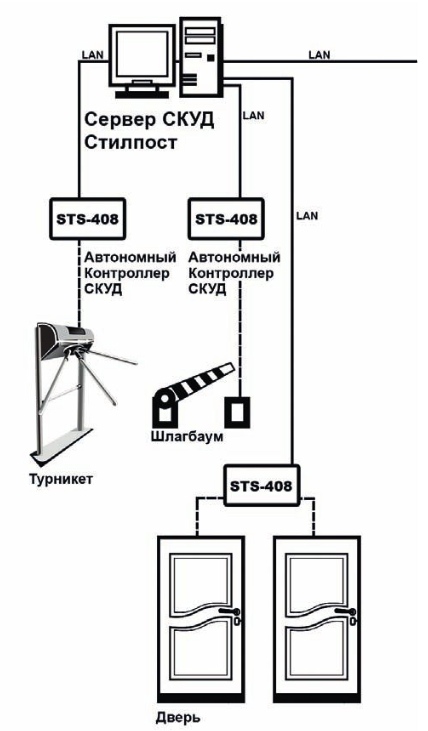 LAN
LAN
Сервер СКУД
Стилпост
LAN
STS-408
STS-408
LAN
Автономный
Контроллер
СКУД
Автономный
Контроллер
СКУД
Шлагбаум
Турникет
STS-408
Дверь